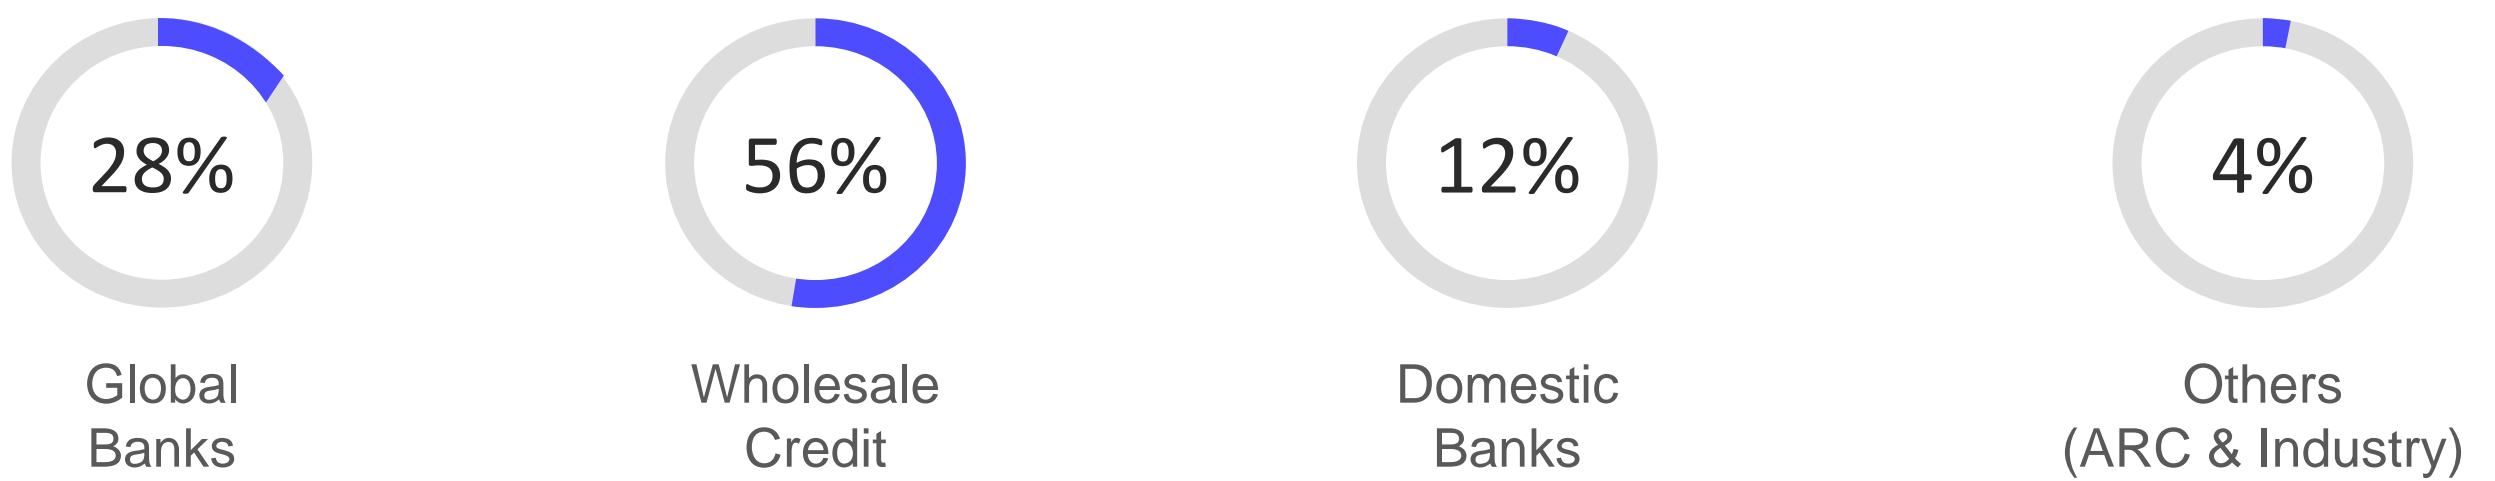 28%
56%
12%
4%
Global
Banks
Wholesale
Credit
Domestic
Banks
Others
(ARC & Industry)